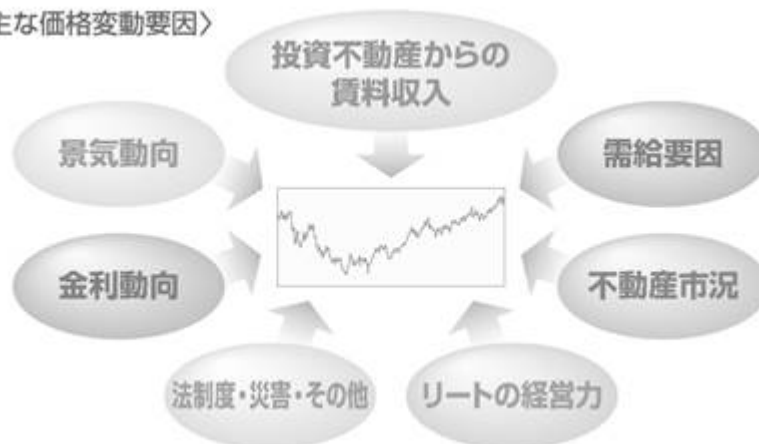 主な価格変動要因〉
投資不動産からの
賃料収入
景気動向
需給要因
金利動向
不動産市況
法制度・災害・その他
リートの経営力